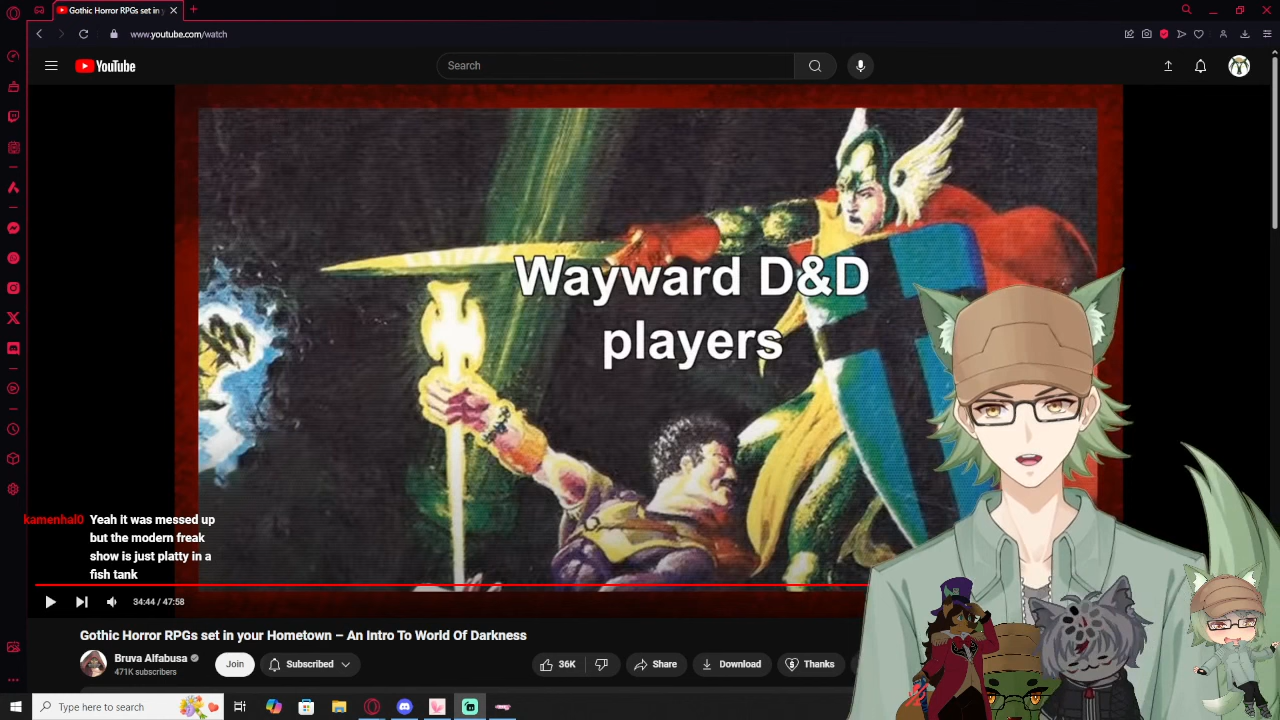 Gothic Horror RPGs set in y
www.youtube.com/watch
YouTube
Search
Wayward D&D
players
kamenhal0 Yeah it was messed up
but the modern freak
show is just platty in a
fish tank
34:44 / 47:58
Gothic Horror RPGs set in your Hometown – An Intro To World Of Darkness
Bruva Alfabusa
471K subscribers
Join
Subscribed
36K
Share
Download
Thanks
Type here to search